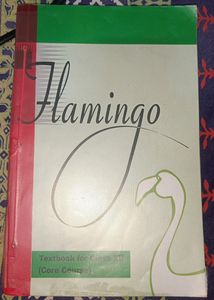 Flamingo
Textbook for Class XII
(Core Course)